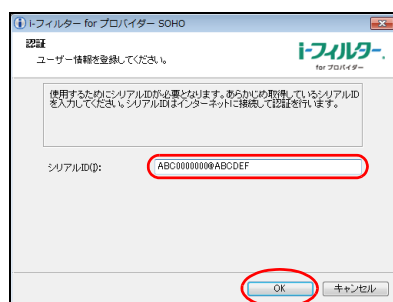 i-フィルター for プロバイダー SOHO
認証
ユーザー情報を登録してください。
i-フィルター.
for プロバイダー
使用するためにシリアルIDが必要となります。あらかじめ取得しているシリアルID
を入力してください。シリアルIDはインターネットに接続して認証を行います。
シリアルID(I):
ABC0000000@ABCDEF
OK
キャンセル